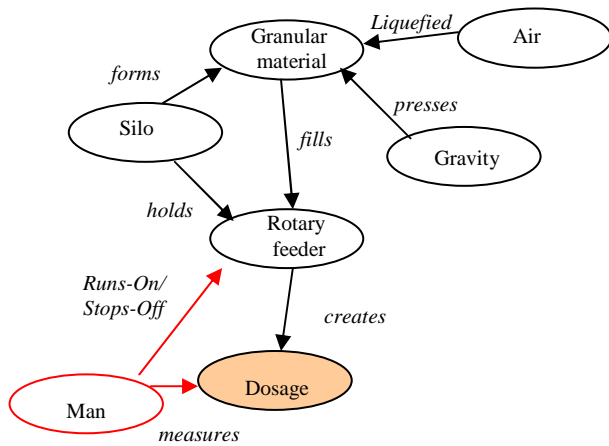 Liquefied
Granular
material
Air
forms
presses
Silo
fills
Gravity
holds
Rotary
feeder
Runs-On/
Stops-Off
creates
Dosage
Man
measures